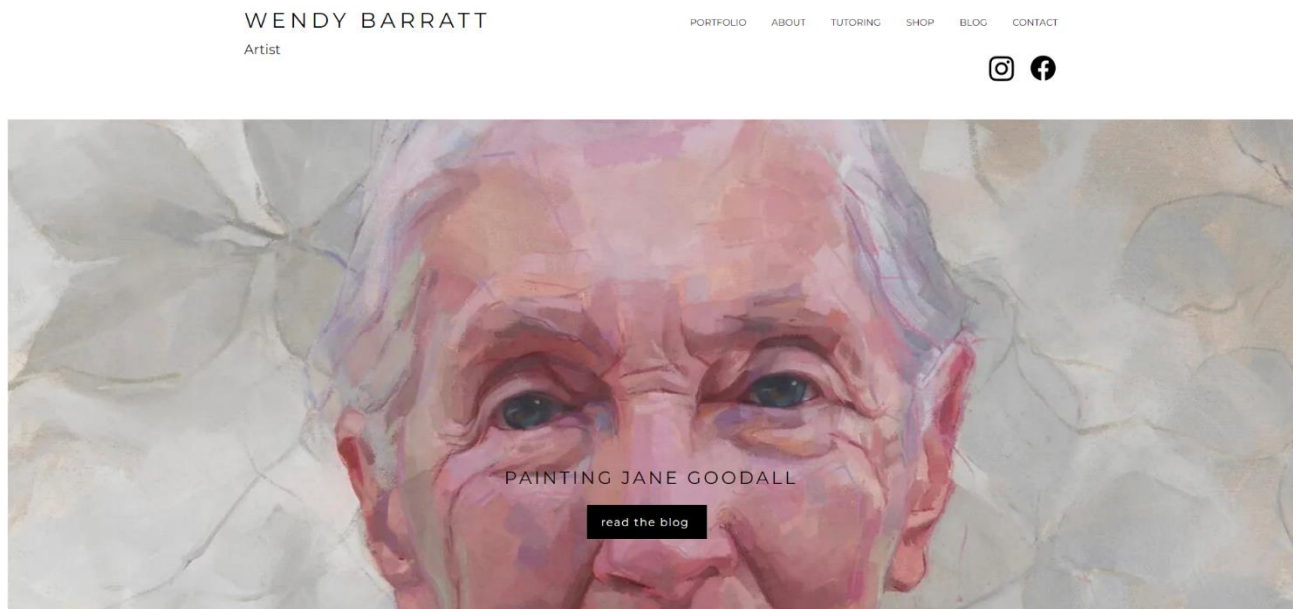 WENDY BARRATT
Artist
PORTFOLIO ABOUT TUTORING SHOP BLOG CONTACT
PAINTING JANE GOODALL
read the blog